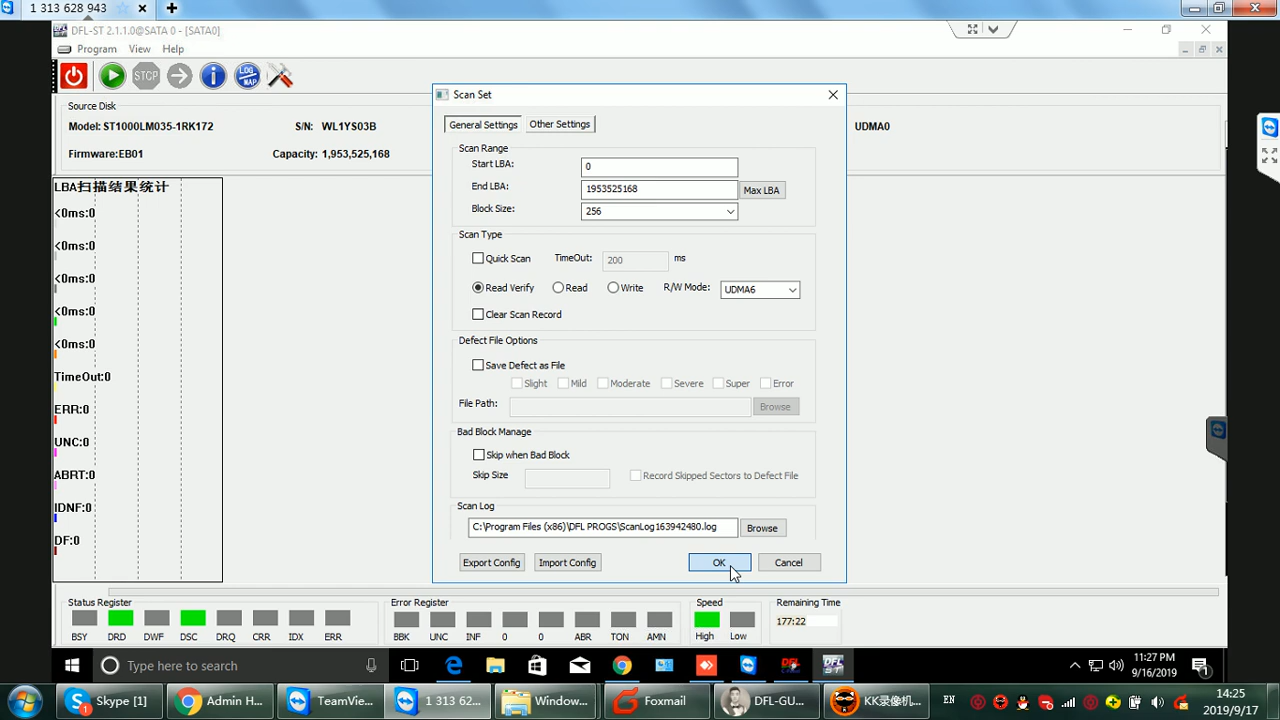 1 313 628 943
DFL-ST 2.1.1.0@SATA 0 - [SATA0]
Program View Help
STCP
LOG MAP
Source Disk
Model: ST1000LM035-1RK172 S/N: WL1YS03B UDMA0
Firmware:EB01 Capacity: 1,953,525,168
LBA扫描结果统计
<0ms:0
<0ms:0
<0ms:0
<0ms:0
<0ms:0
TimeOut:0
ERR:0
UNC:0
ABRT:0
IDNF:0
DF:0
Scan Set
General Settings Other Settings
Scan Range
Start LBA: 0
End LBA: 1953525168 Max LBA
Block Size: 256
Scan Type
Quick Scan TimeOut: 200 ms
Read Verify Read Write R/W Mode: UDMA6
Clear Scan Record
Defect File Options
Save Defect as File
Slight Mild Moderate Severe Super Error
File Path: Browse
Bad Block Manage
Skip when Bad Block
Skip Size Record Skipped Sectors to Defect File
Scan Log
C:\Program Files (x86)\DFL PROGS\ScanLog163942480.log Browse
Export Config Import Config OK Cancel
Status Register Error Register Speed Remaining Time
177:22
BSY DRD DWF DSC DRQ CRR IDX ERR BBK UNC INF 0 0 ABR TON AMN High Low
Type here to search
DFL ST
11:27 PM
9/16/2019
Skype [1] Admin H... TeamVie... 1 313 62... Window... Foxmail DFL-GU... KK录像机... EN
14:25
2019/9/17